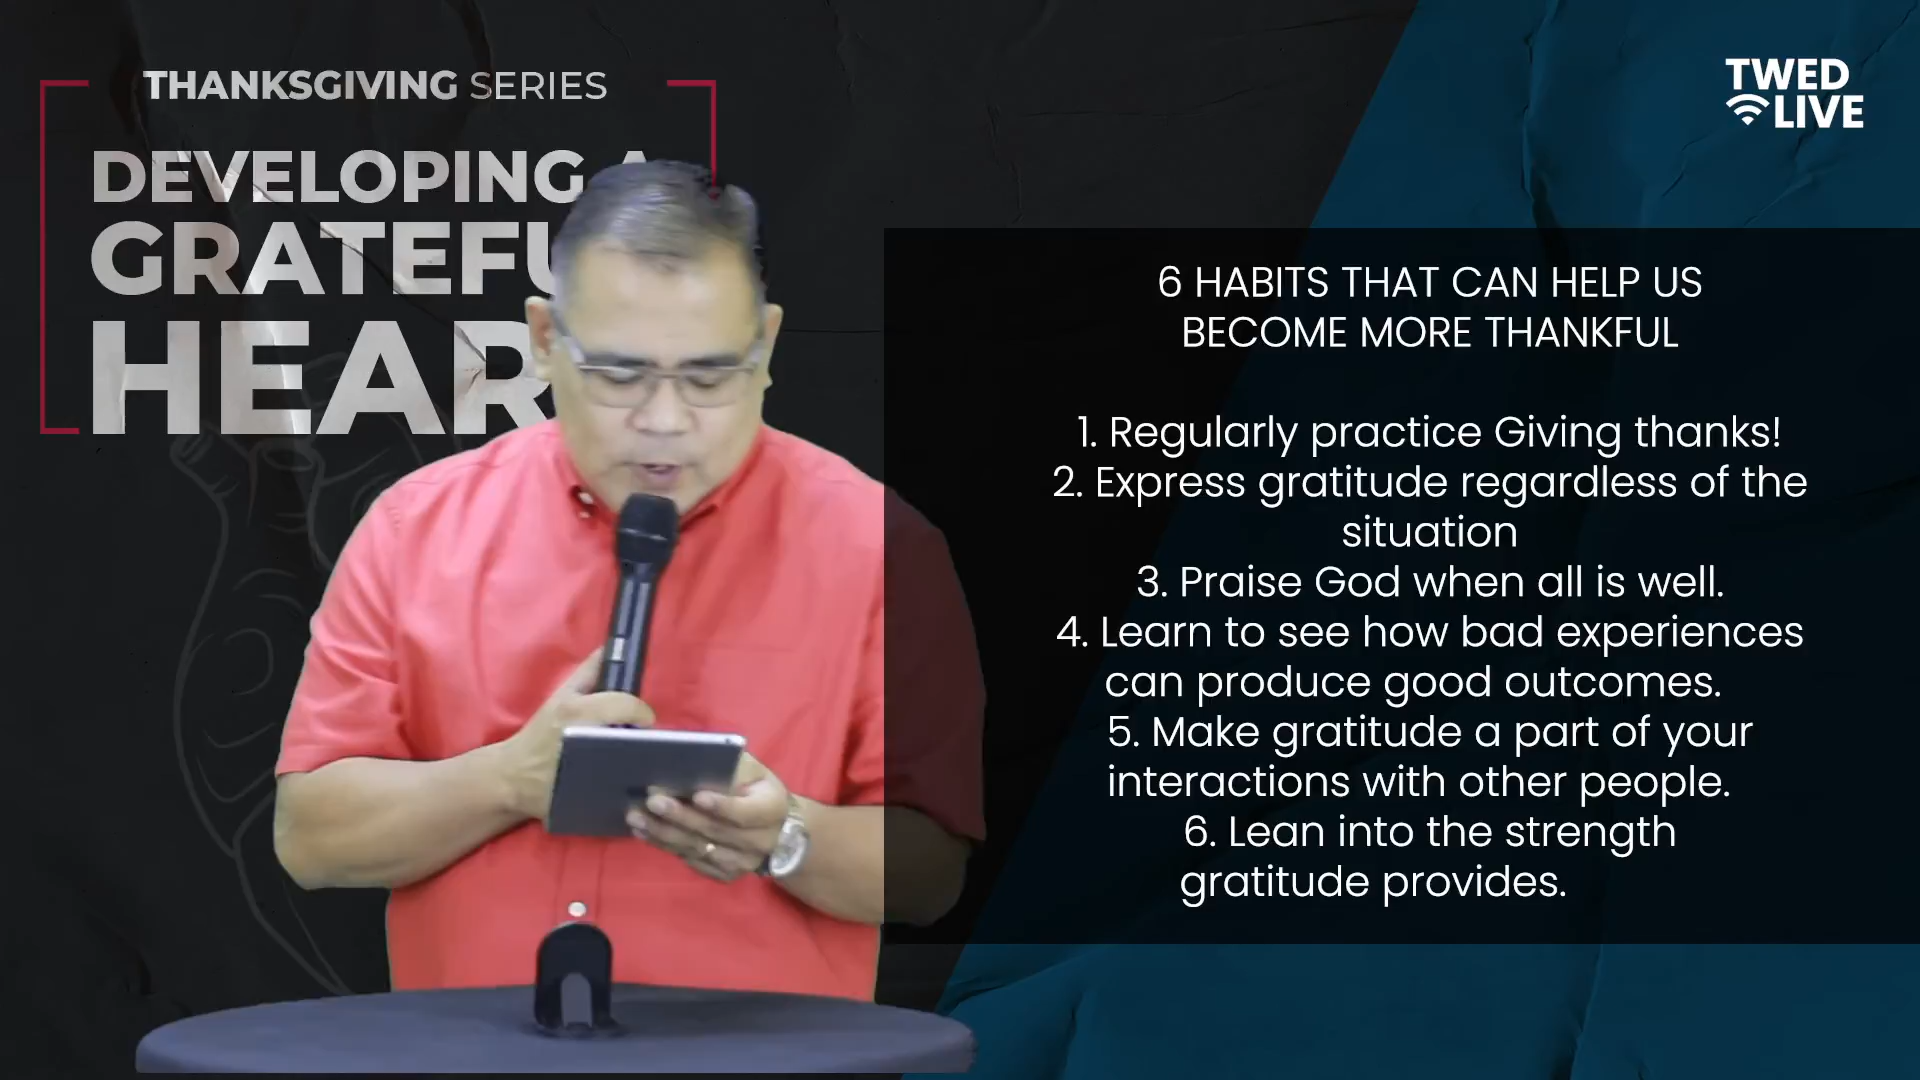 THANKSGIVING SERIES
DEVELOPING A
GRATEFU
HEAR
TWED
LIVE
6 HABITS THAT CAN HELP US
BECOME MORE THANKFUL
1. Regularly practice Giving thanks!
2. Express gratitude regardless of the
situation
3. Praise God when all is well.
4. Learn to see how bad experiences
can produce good outcomes.
5. Make gratitude a part of your
interactions with other people.
6. Lean into the strength
gratitude provides.